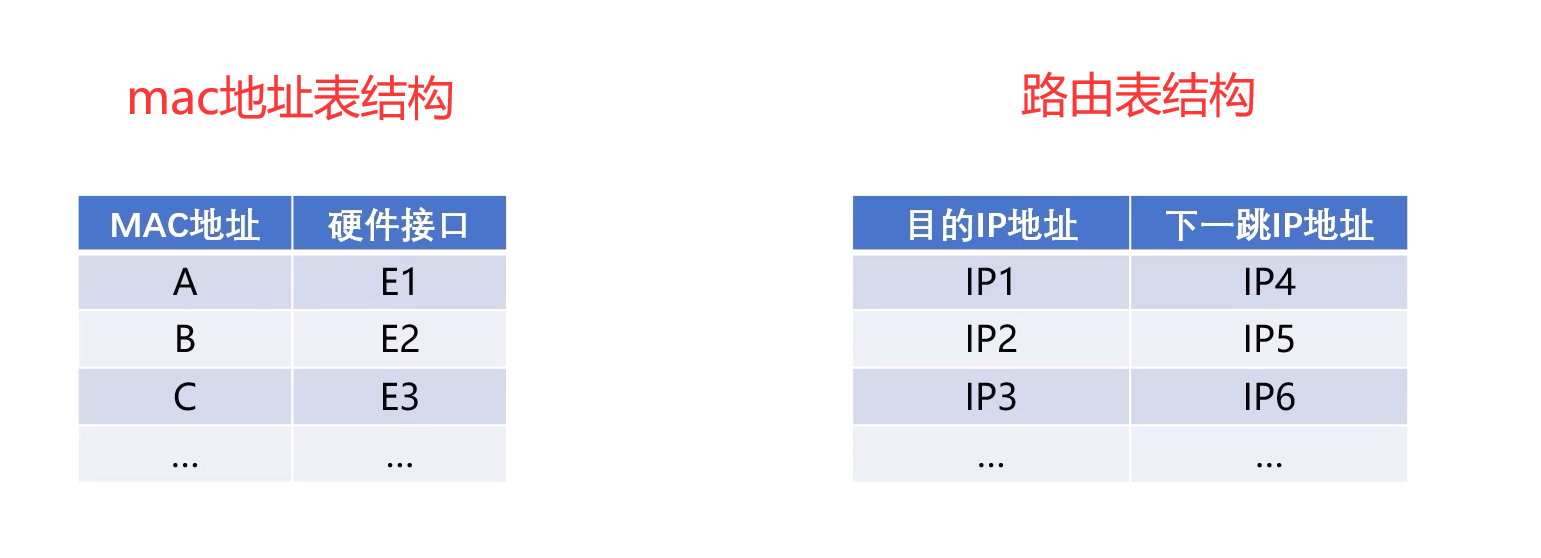 mac地址表结构
MAC地址 硬件接口
A E1
B E2
C E3
... ...
路由表结构
目的IP地址 下一跳IP地址
IP1 IP4
IP2 IP5
IP3 IP6
... ...